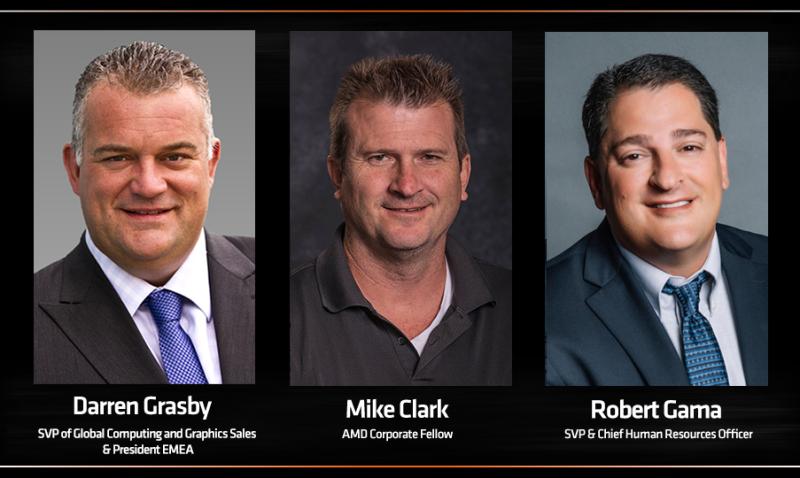 Darren Grasby
SVP of Global Computing and Graphics Sales
& President EMEA
Mike Clark
AMD Corporate Fellow
Robert Gama
SVP & Chief Human Resources Officer